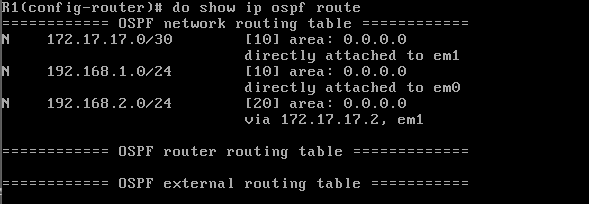 R1(config-router)# do show ip ospf route
============ OSPF network routing table ============
N    172.17.17.0/30        [10] area: 0.0.0.0
                           directly attached to em1
N    192.168.1.0/24        [10] area: 0.0.0.0
                           directly attached to em0
N    192.168.2.0/24        [20] area: 0.0.0.0
                           via 172.17.17.2, em1
============ OSPF router routing table =============
============ OSPF external routing table ===========